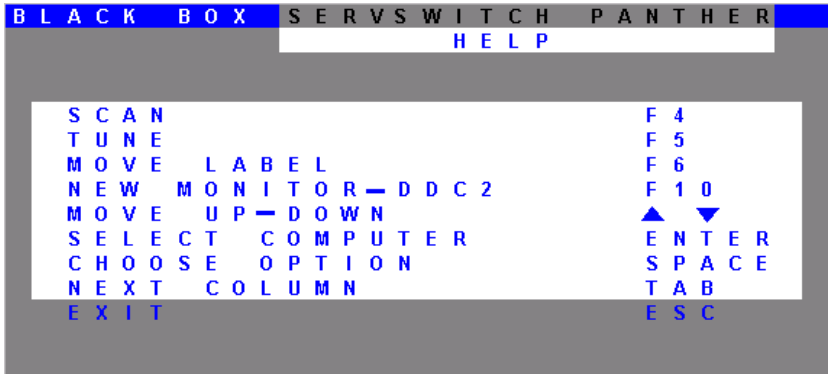 BLACK BOX SERVSWITCH PANTHER
HELP
SCAN F4
TUNE F5
MOVE LABEL F6
NEW MONITOR-DDC2 F10
MOVE UP-DOWN ▲ ▼
SELECT COMPUTER ENTER
CHOOSE OPTION SPACE
NEXT COLUMN TAB
EXIT ESC